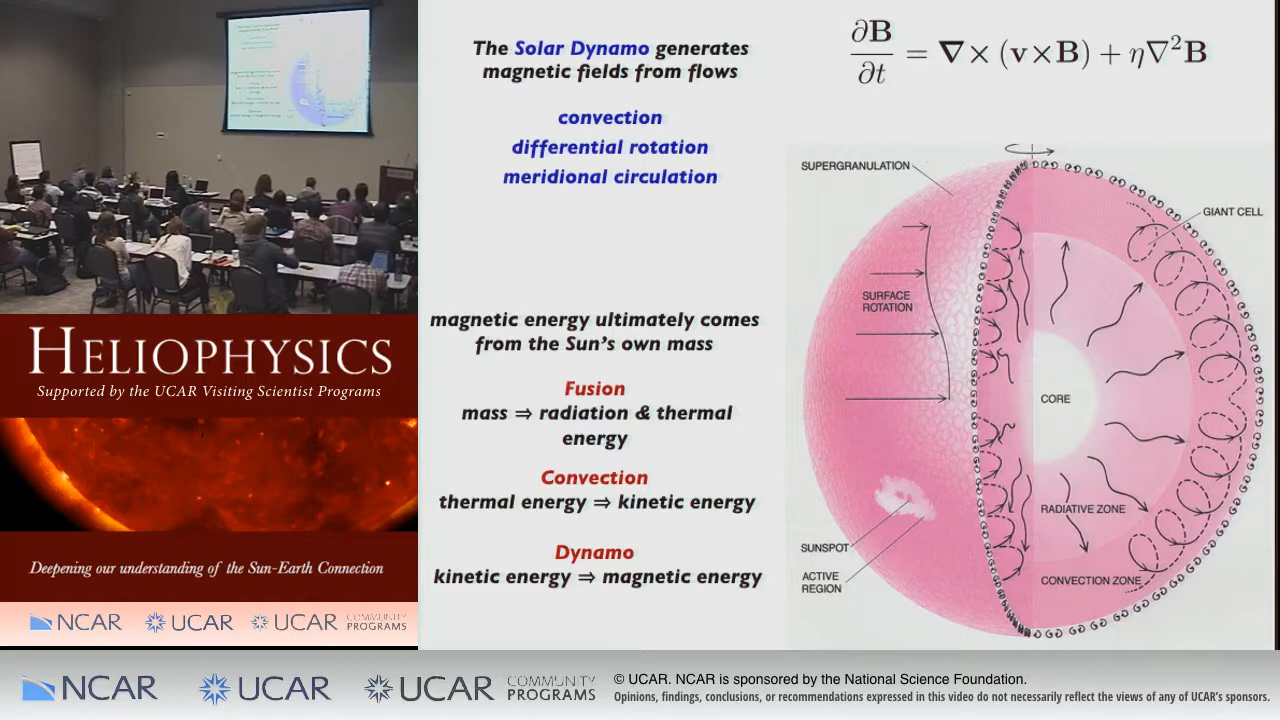 HELIOPHYSICS
Supported by the UCAR Visiting Scientist Programs
Deepening our understanding of the Sun-Earth Connection
NCAR
UCAR
UCAR
COMMUNITY
PROGRAMS
The Solar Dynamo generates
magnetic fields from flows
convection
differential rotation
meridional circulation
magnetic energy ultimately comes
from the Sun's own mass
Fusion
mass ⇒ radiation & thermal
energy
Convection
thermal energy ⇒ kinetic energy
Dynamo
kinetic energy ⇒ magnetic energy
∂B/∂t = ∇× (v×B) + η∇²B
SUPERGRANULATION
GIANT CELL
SURFACE
ROTATION
CORE
RADIATIVE ZONE
SUNSPOT
ACTIVE
REGION
CONVECTION ZONE
NCAR
UCAR
UCAR
COMMUNITY
PROGRAMS
© UCAR. NCAR is sponsored by the National Science Foundation.
Opinions, findings, conclusions, or recommendations expressed in this video do not necessarily reflect the views of any of UCAR's sponsors.